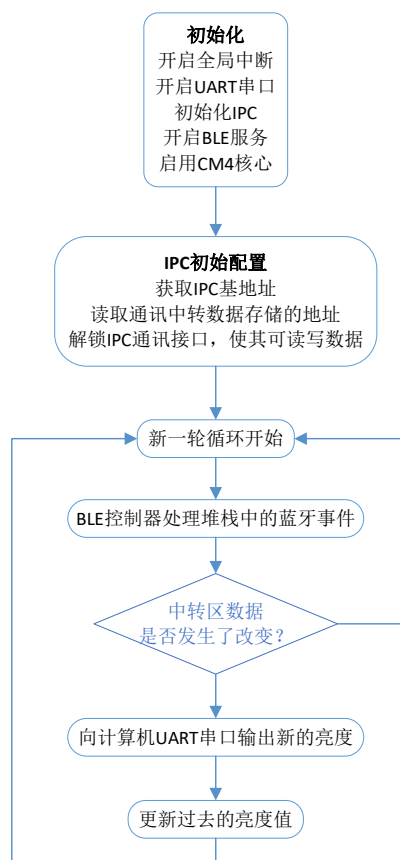 初始化
开启全局中断
开启UART串口
初始化IPC
开启BLE服务
启用CM4核心
IPC初始配置
获取IPC基地址
读取通讯中转数据存储的地址
解锁IPC通讯接口，使其可读写数据
新一轮循环开始
BLE控制器处理堆栈中的蓝牙事件
中转区数据
是否发生了改变？
向计算机UART串口输出新的亮度
更新过去的亮度值